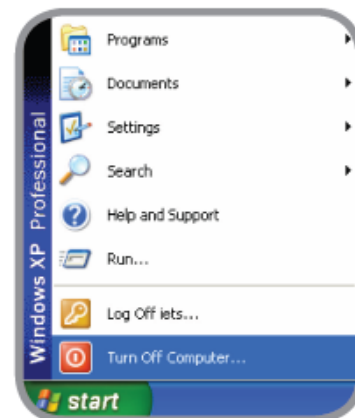 Programs
Documents
Settings
Search
Help and Support
Run...
Log Off iets...
Turn Off Computer...
Windows XP Professional
start